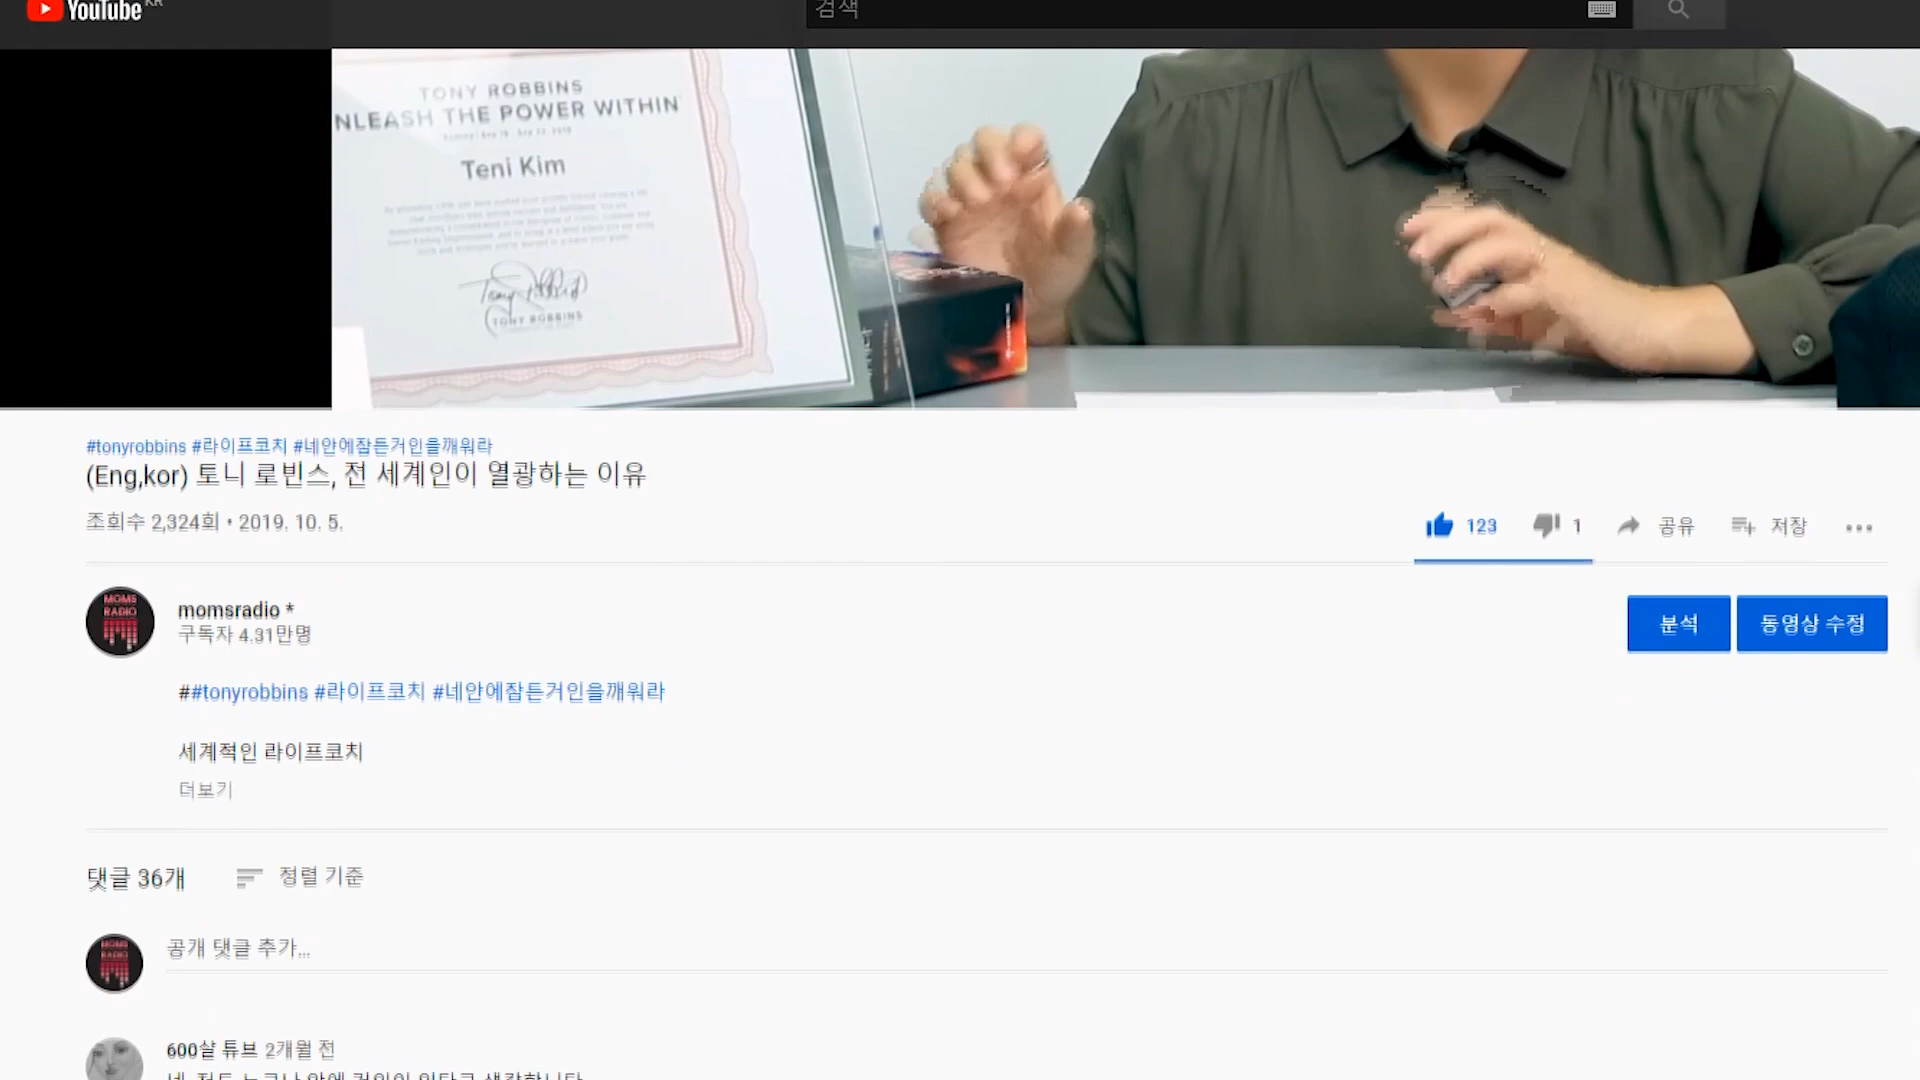 YouTube KR
검색
TONY ROBBINS
NLEASH THE POWER WITHIN
Teni Kim
TONY ROBBINS
#tonyrobbins #라이프코치 #네안에잠든거인을깨워라
(Eng,kor) 토니 로빈스, 전 세계인이 열광하는 이유
조회수 2,324회 • 2019. 10. 5.
123
1
공유
저장
MOMS
RADIO
momsradio *
구독자 4.31만명
분석
동영상 수정
##tonyrobbins #라이프코치 #네안에잠든거인을깨워라
세계적인 라이프코치
더보기
댓글 36개
정렬 기준
MOMS
RADIO
공개 댓글 추가...
600살 튜브 2개월 전